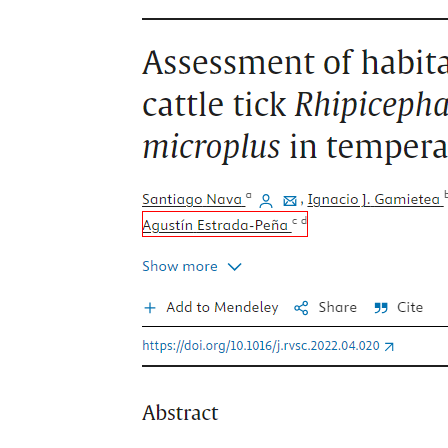 Assessment of habita
cattle tick Rhipicepha
microplus in tempera
Santiago Nava a , Ignacio J. Gamietea b
Agustín Estrada-Peña c d
Show more
Add to Mendeley Share Cite
https://doi.org/10.1016/j.rvsc.2022.04.020
Abstract